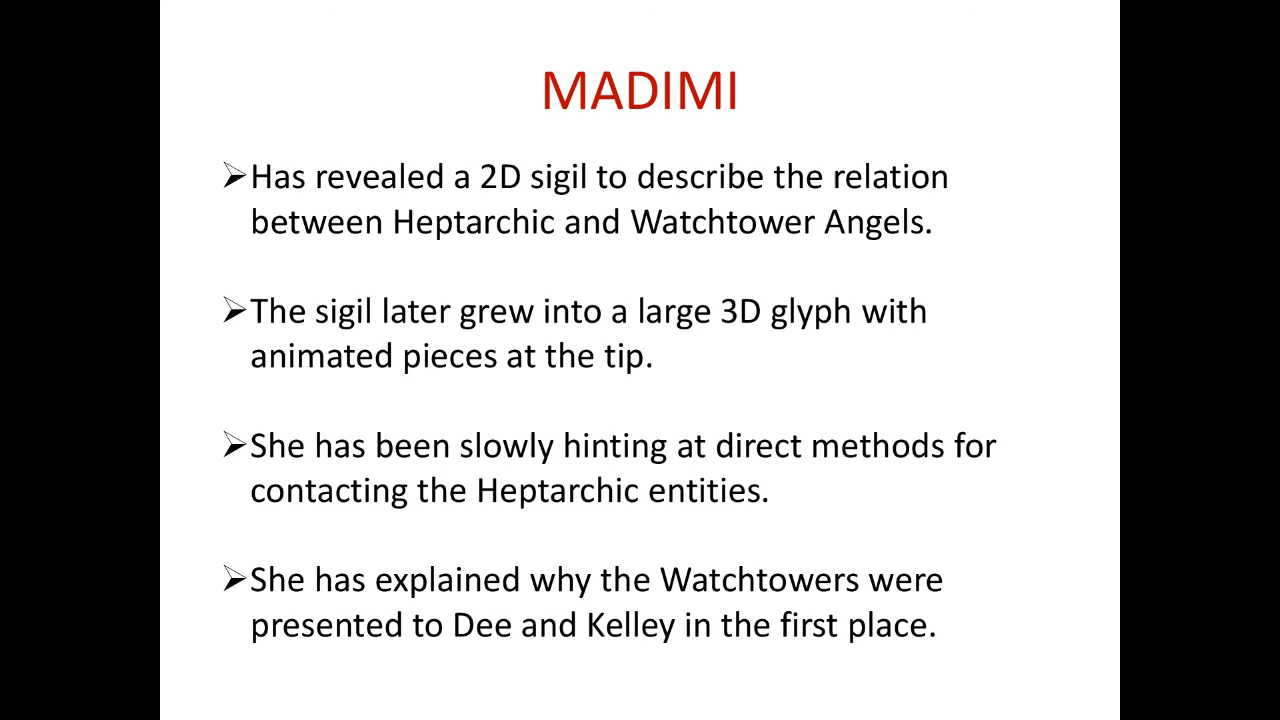 MADIMI
➢Has revealed a 2D sigil to describe the relation
between Heptarchic and Watchtower Angels.
➢The sigil later grew into a large 3D glyph with
animated pieces at the tip.
➢She has been slowly hinting at direct methods for
contacting the Heptarchic entities.
➢She has explained why the Watchtowers were
presented to Dee and Kelley in the first place.